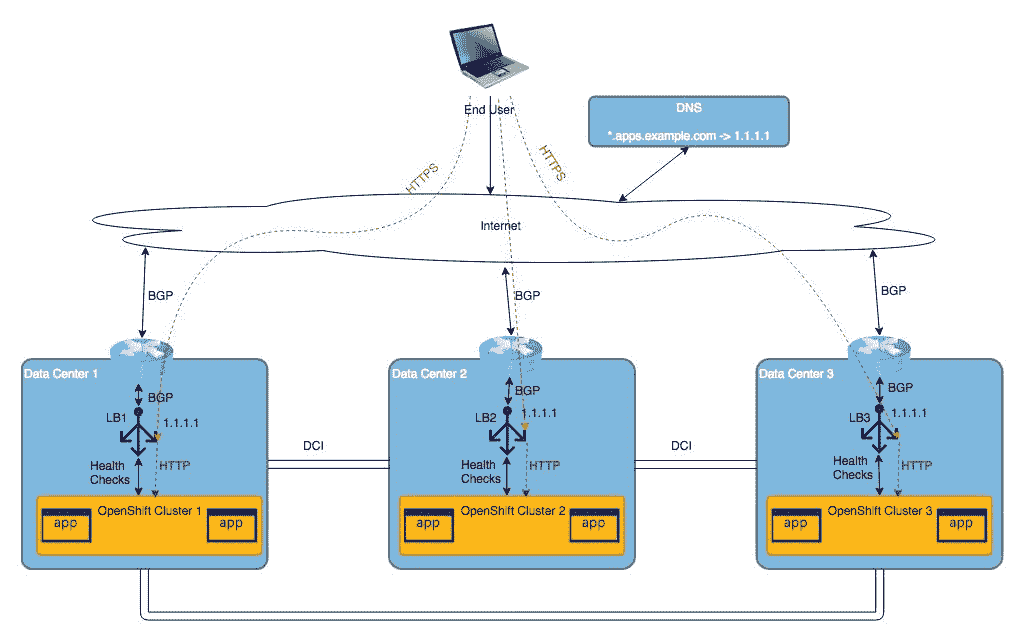 End User
DNS
*.apps.example.com -> 1.1.1.1
HTTPS
HTTPS
Internet
BGP
BGP
BGP
Data Center 1
Data Center 2
Data Center 3
BGP
BGP
BGP
LB1
1.1.1.1
LB2
1.1.1.1
LB3
1.1.1.1
DCI
DCI
Health
Checks
HTTP
Health
Checks
HTTP
Health
Checks
HTTP
OpenShift Cluster 1
app
app
OpenShift Cluster 2
app
app
OpenShift Cluster 3
app
app